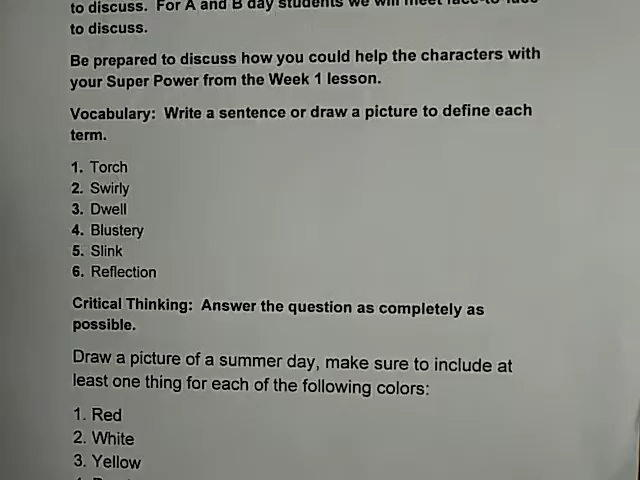 to discuss. For A and B day students we will meet face-to-face
to discuss.
Be prepared to discuss how you could help the characters with
your Super Power from the Week 1 lesson.
Vocabulary: Write a sentence or draw a picture to define each
term.
1. Torch
2. Swirly
3. Dwell
4. Blustery
5. Slink
6. Reflection
Critical Thinking: Answer the question as completely as
possible.
Draw a picture of a summer day, make sure to include at
least one thing for each of the following colors:
1. Red
2. White
3. Yellow